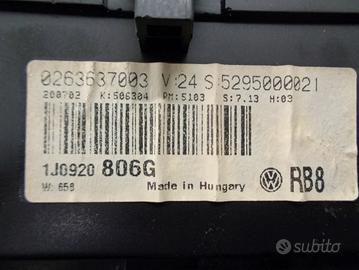 0263637003 V:24 S 5295000021
200702 K:506304 PM:5103 S:7.13 H:03
1J0920 806G
W: 658 Made in Hungary RB8
subito